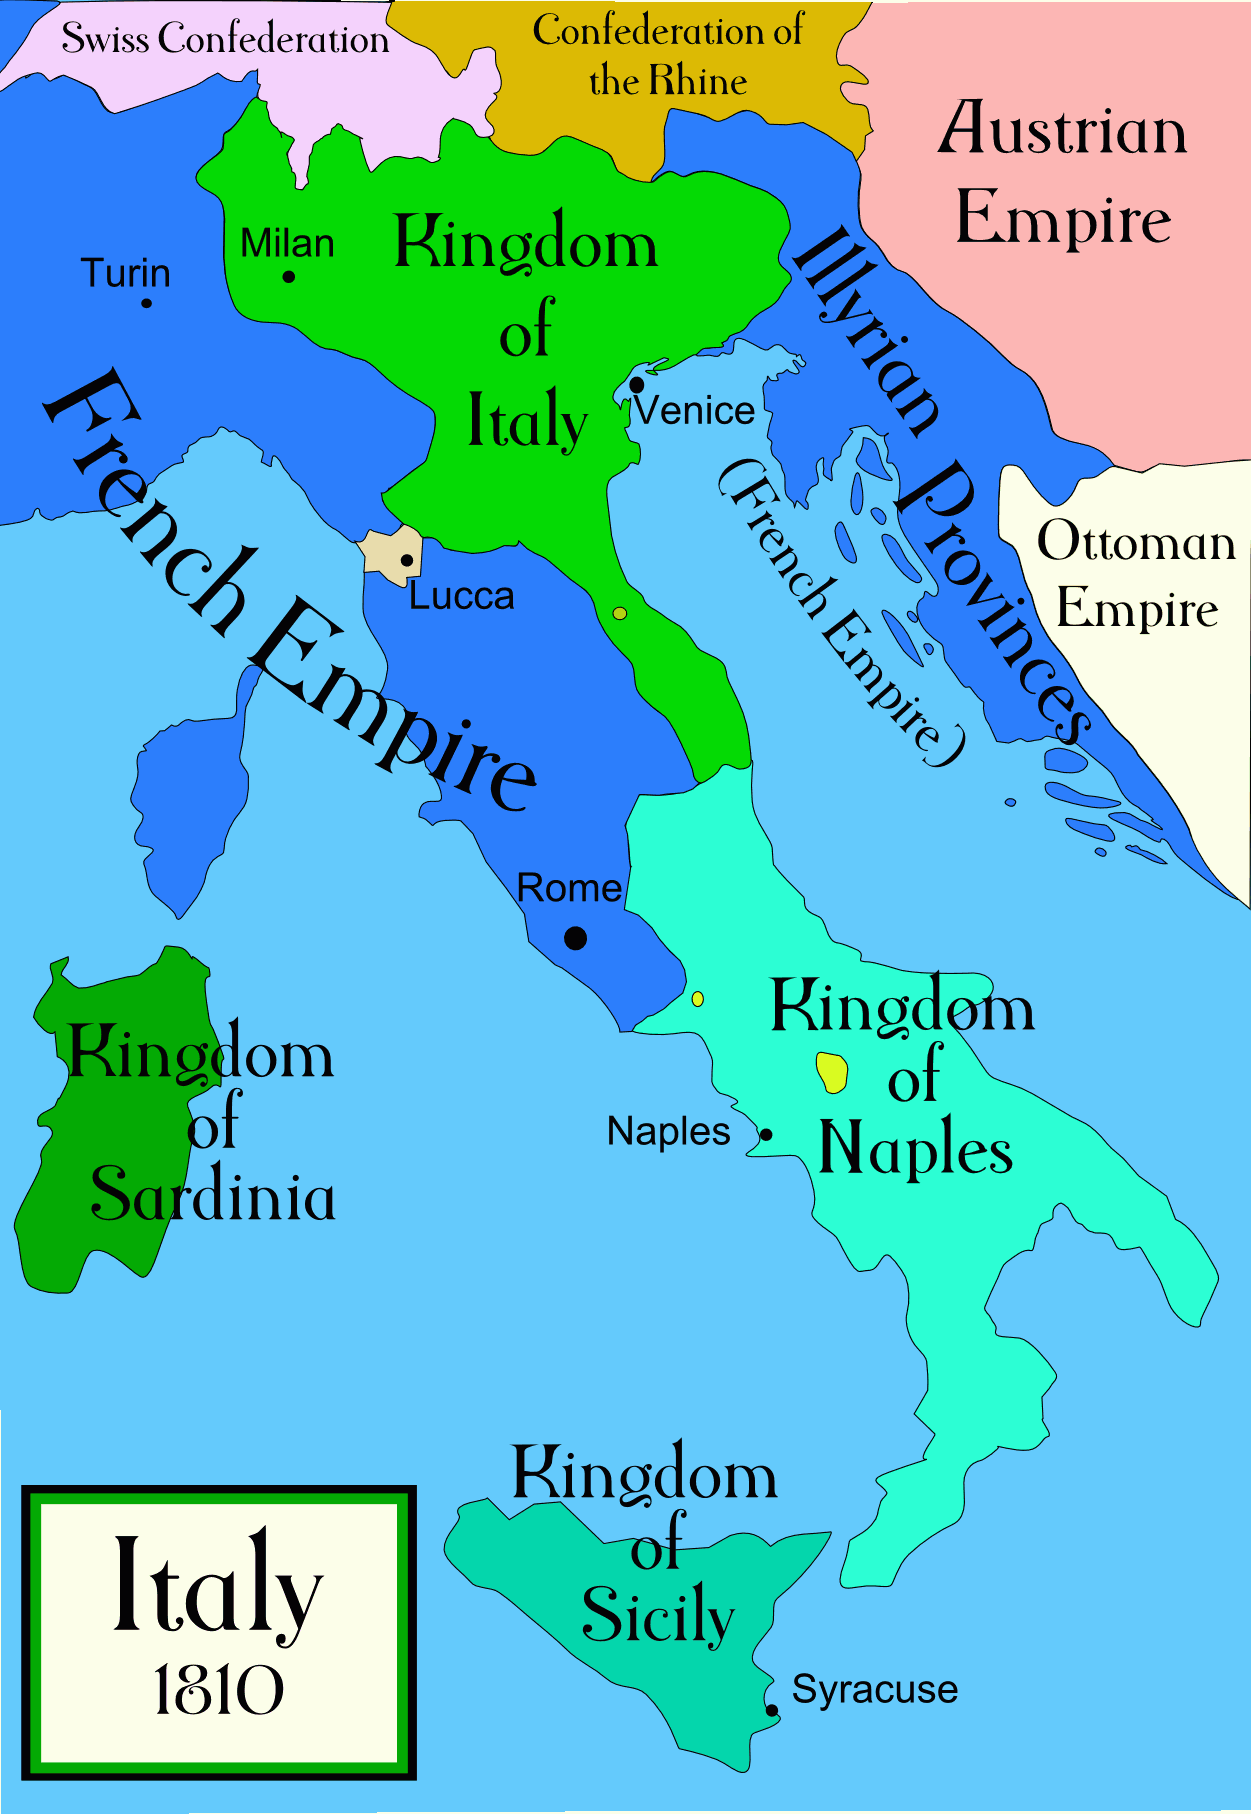 Swiss Confederation
Confederation of
the Rhine
Austrian
Empire
Kingdom
of
Italy
Milan
Turin
Venice
Illyrian Provinces
(French Empire)
Ottoman
Empire
French Empire
Lucca
Rome
Kingdom
of
Naples
Naples
Kingdom
of
Sardinia
Kingdom
of
Sicily
Syracuse
Italy
1810